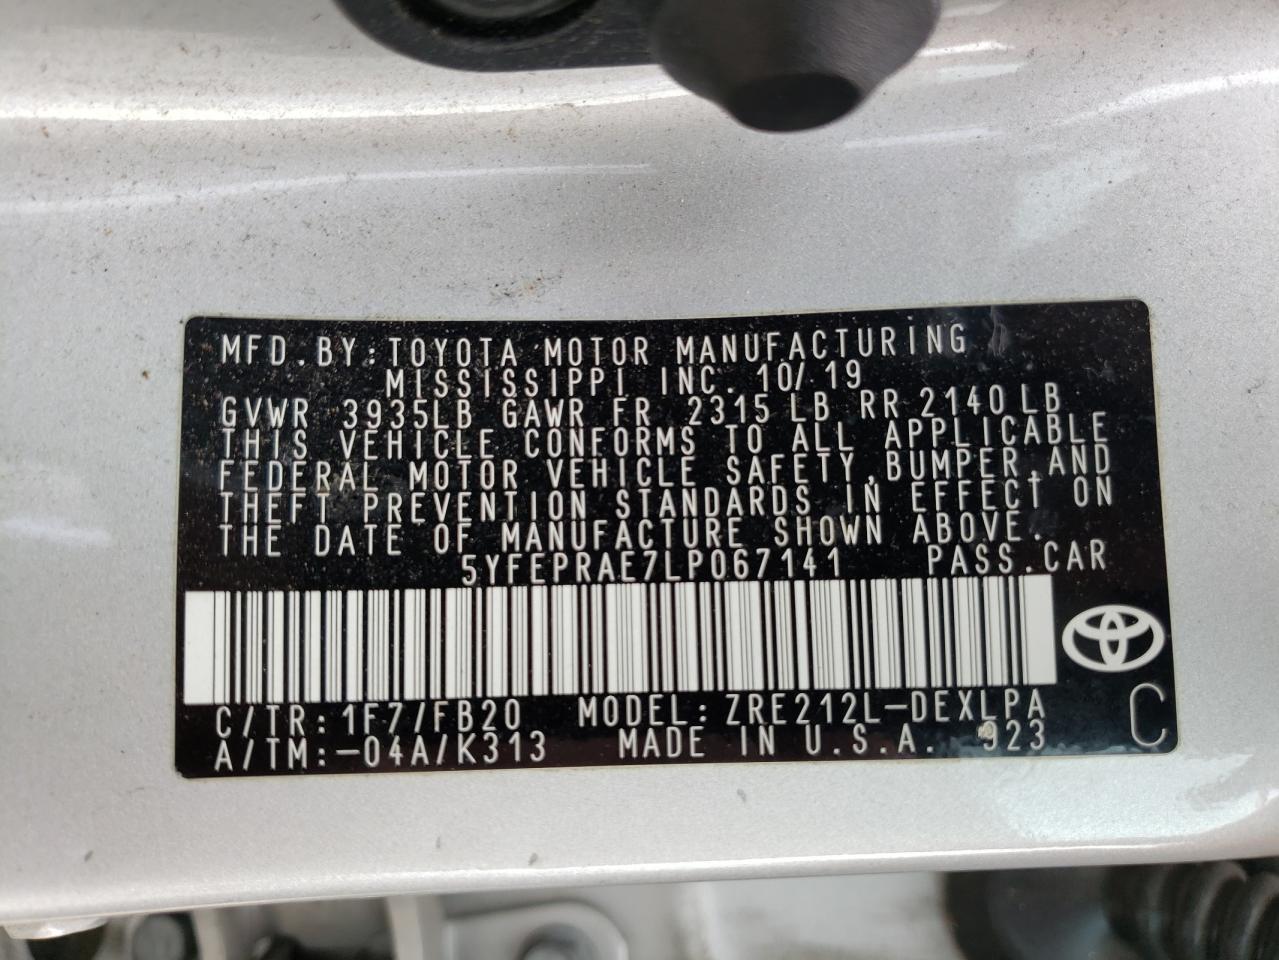 MFD.BY:TOYOTA MOTOR MANUFACTURING
MISSISSIPPI INC. 10/ 19
GVWR 3935LB GAWR FR 2315 LB RR 2140 LB
THIS VEHICLE CONFORMS TO ALL APPLICABLE
FEDERAL MOTOR VEHICLE SAFETY,BUMPER,AND
THEFT PREVENTION STANDARDS IN EFFECT ON
THE DATE OF MANUFACTURE SHOWN ABOVE.
5YFEPRAE7LP067141 PASS.CAR
C/TR: 1F7/FB20 MODEL: ZRE212L-DEXLPA
A/TM:-04A/K313 MADE IN U.S.A. 923
C